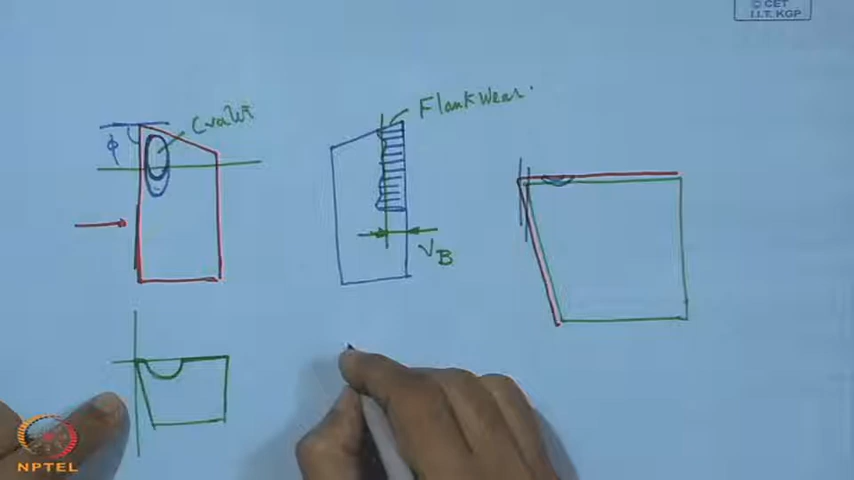 © CET
I.I.T. KGP
Crater
Flank Wear
ϕ
V_B
NPTEL